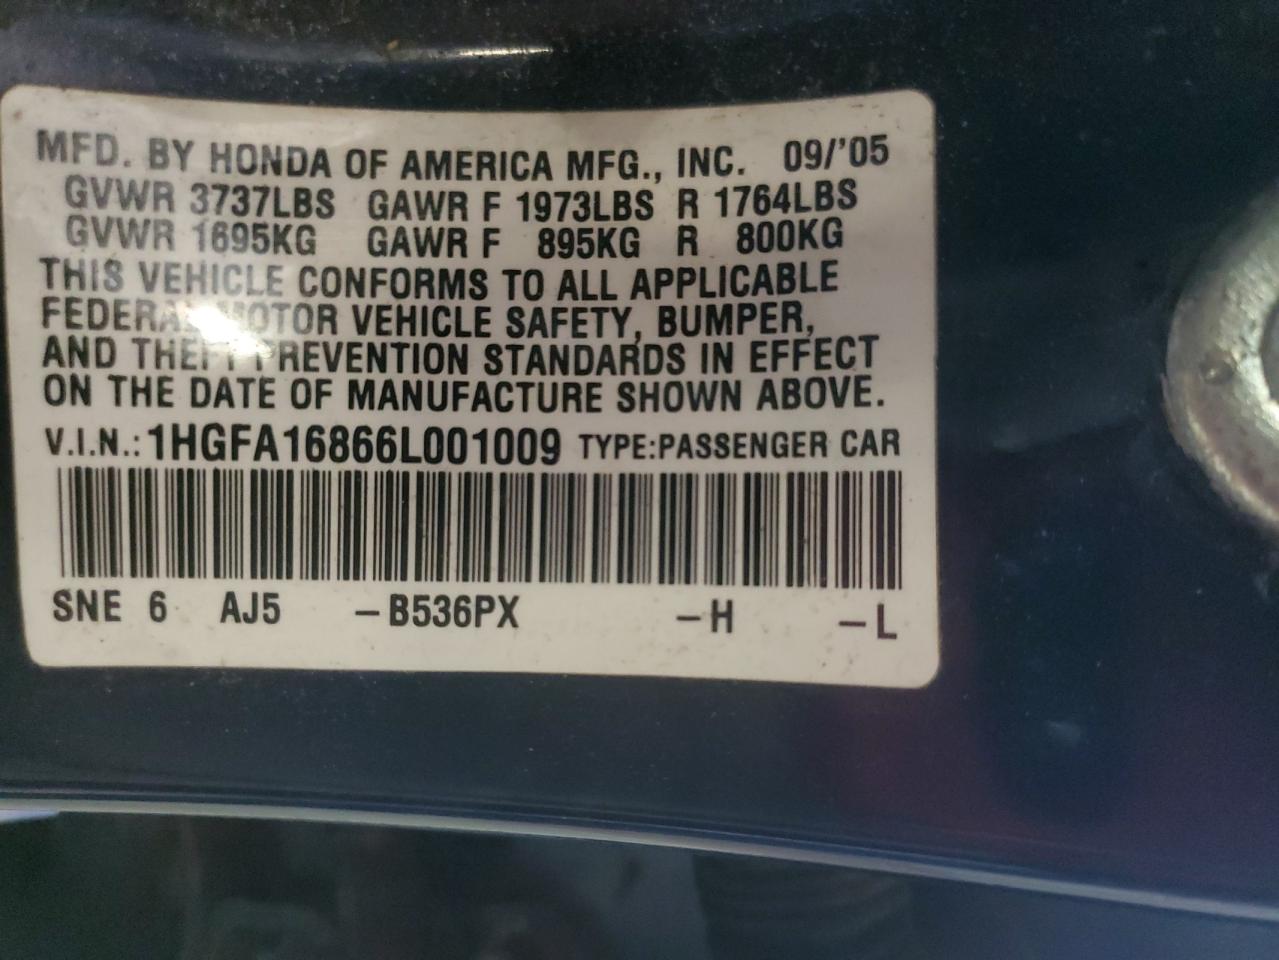 MFD. BY HONDA OF AMERICA MFG., INC. 09/'05
GVWR 3737LBS GAWR F 1973LBS R 1764LBS
GVWR 1695KG GAWR F 895KG R 800KG
THIS VEHICLE CONFORMS TO ALL APPLICABLE
FEDERAL MOTOR VEHICLE SAFETY, BUMPER,
AND THEFT PREVENTION STANDARDS IN EFFECT
ON THE DATE OF MANUFACTURE SHOWN ABOVE.
V.I.N.: 1HGFA16866L001009 TYPE:PASSENGER CAR
SNE 6 AJ5 –B536PX –H –L